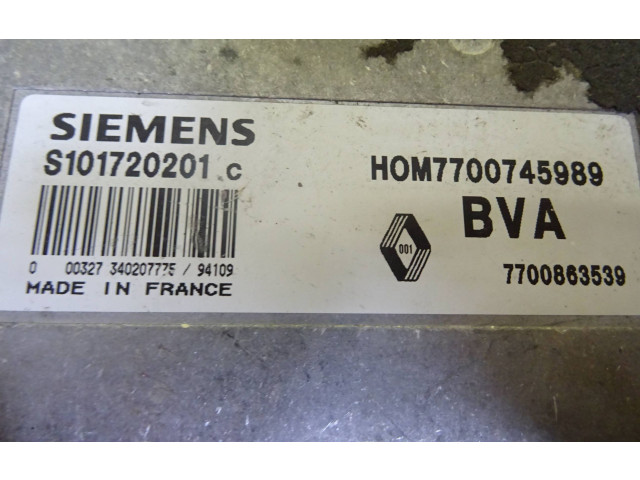 SIEMENS
S101720201 C
0 00327 340207775 / 94109
MADE IN FRANCE
HOM7700745989
BVA
001
7700863539